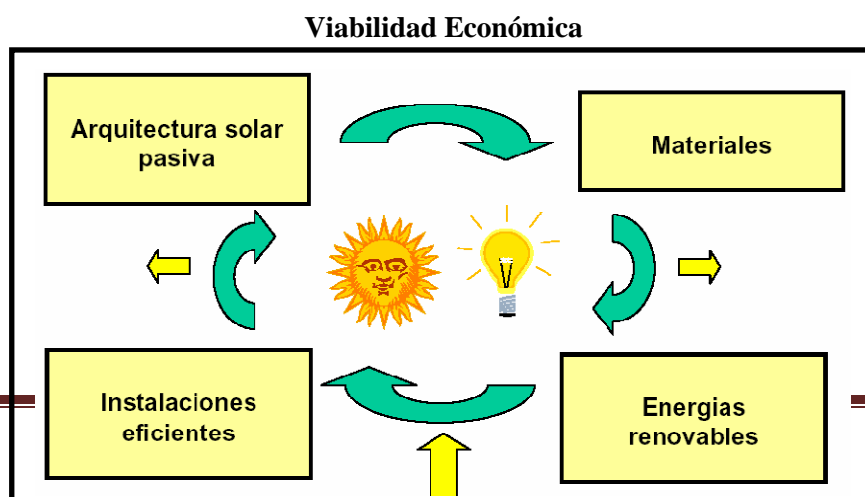 Viabilidad Económica
Arquitectura solar
pasiva
Materiales
Instalaciones
eficientes
Energias
renovables